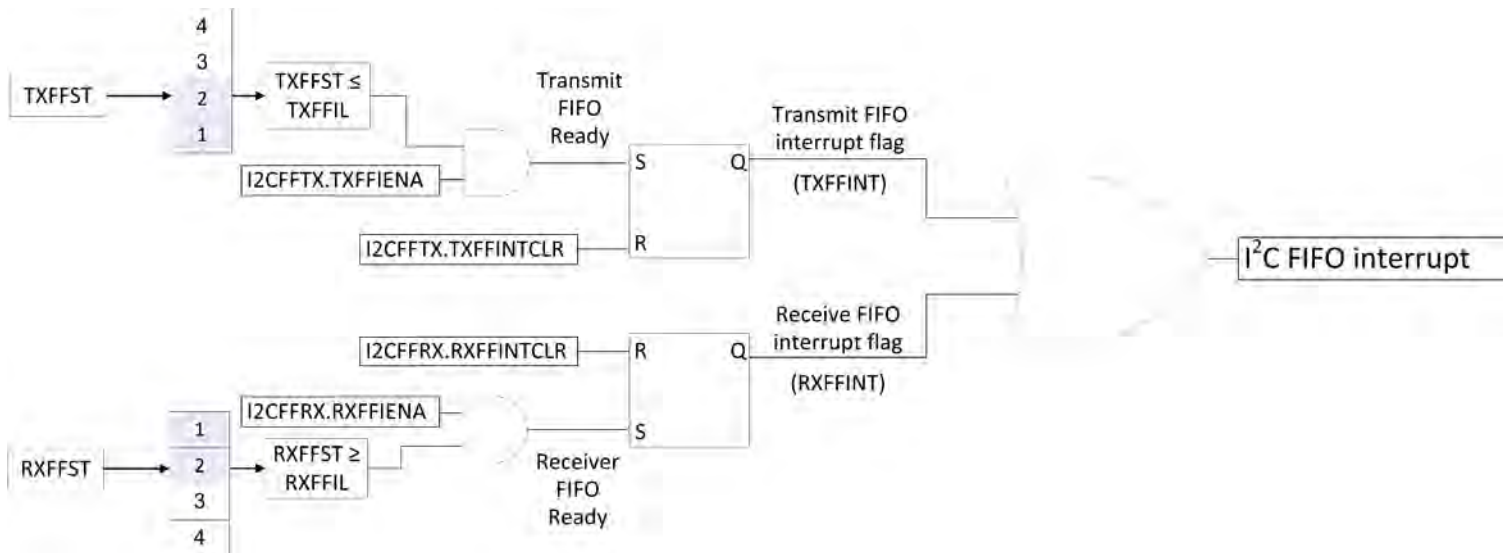 4
3
2
1
TXFFST
TXFFST ≤
TXFFIL
I2CFFTX.TXFFIENA
Transmit
FIFO
Ready
S
Q
R
I2CFFTX.TXFFINTCLR
Transmit FIFO
interrupt flag
(TXFFINT)
I²C FIFO interrupt
Receive FIFO
interrupt flag
(RXFFINT)
I2CFFRX.RXFFINTCLR
R
Q
S
I2CFFRX.RXFFIENA
RXFFST
1
2
3
4
RXFFST ≥
RXFFIL
Receiver
FIFO
Ready